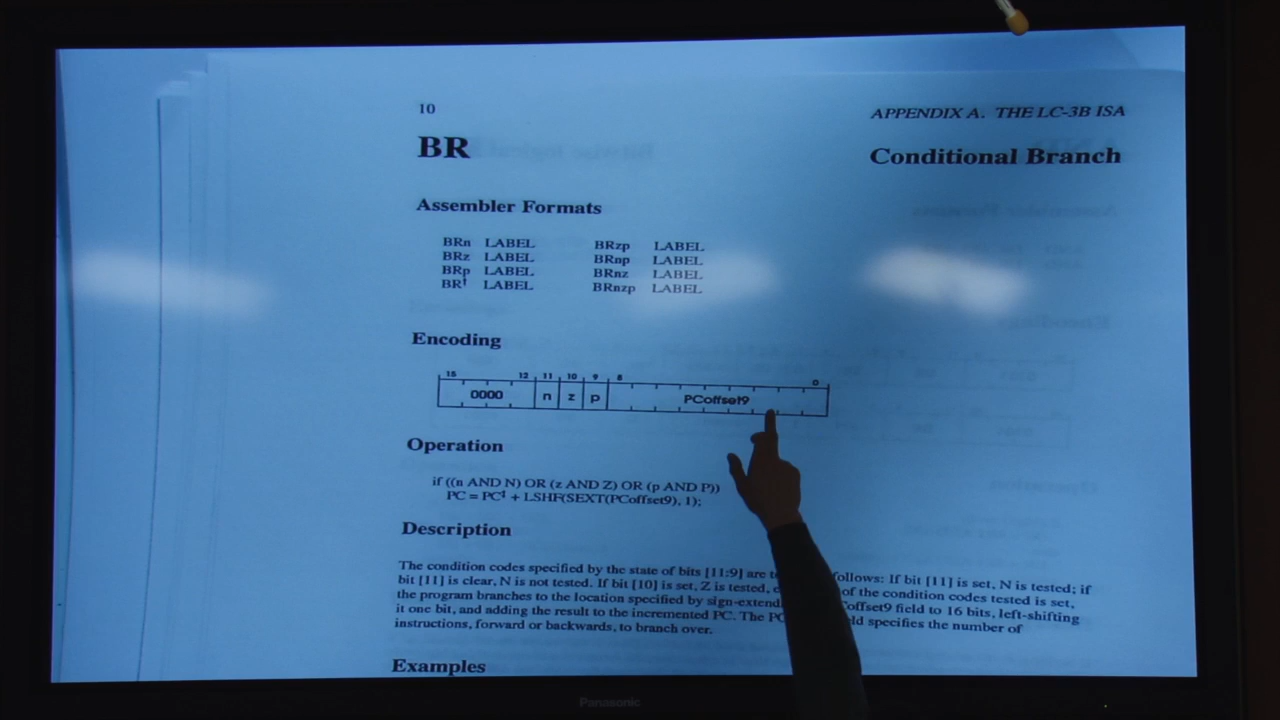 10
APPENDIX A. THE LC-3B ISA
BR
Conditional Branch
Assembler Formats
BRn LABEL BRzp LABEL
BRz LABEL BRnp LABEL
BRp LABEL BRnz LABEL
BR† LABEL BRnzp LABEL
Encoding
15 12 11 10 9 8 0
0000 n z p PCoffset9
Operation
if ((n AND N) OR (z AND Z) OR (p AND P))
PC = PC‡ + LSHF(SEXT(PCoffset9), 1);
Description
The condition codes specified by the state of bits [11:9] are follows: If bit [11] is set, N is tested; if
bit [11] is clear, N is not tested. If bit [10] is set, Z is tested, of the condition codes tested is set,
the program branches to the location specified by offset9 field to 16 bits, left-shifting
it one bit, and adding the result to the incremented PC. The specifies the number of
instructions, forward or backwards, to branch over.
Examples
Panasonic